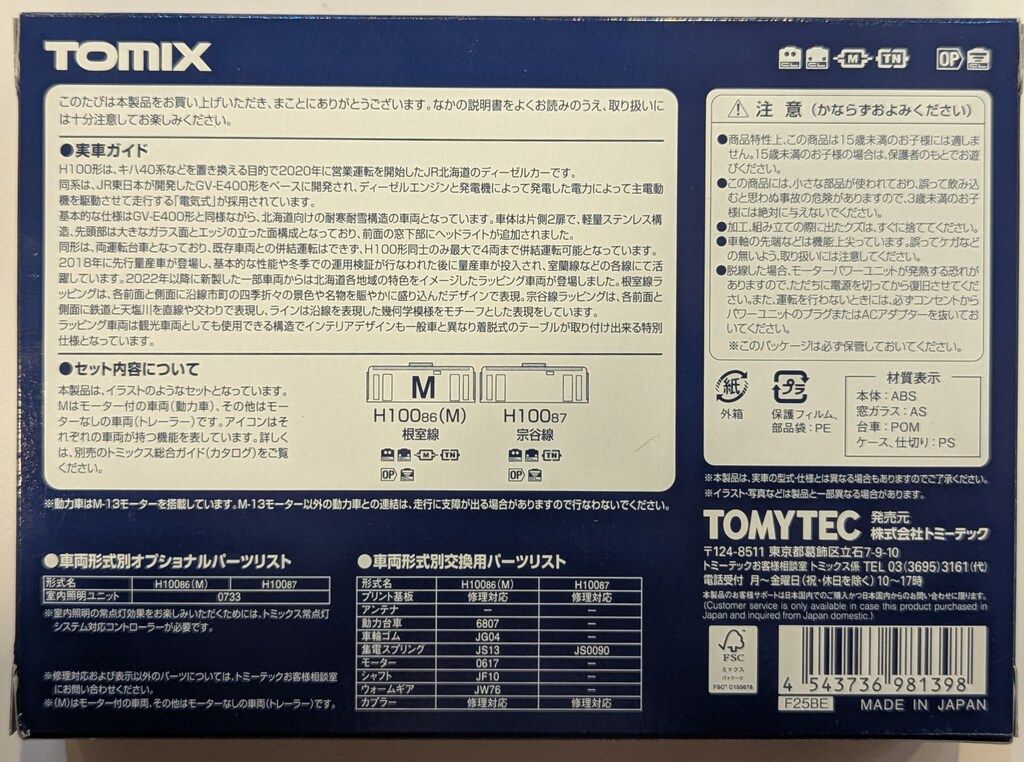 TOMIX
CL CL M TN OP CL
このたびは本製品をお買い上げいただき、まことにありがとうございます。なかの説明書をよくお読みのうえ、取り扱いに
は十分注意してお楽しみください。
●実車ガイド
H100形は、キハ40系などを置き換える目的で2020年に営業運転を開始したJR北海道のディーゼルカーです。
同系は、JR東日本が開発したGV-E400形をベースに開発され、ディーゼルエンジンと発電機によって発電した電力によって主電動
機を駆動させて走行する「電気式」が採用されています。
基本的な仕様はGV-E400形と同様ながら、北海道向けの耐寒耐雪構造の車両となっています。車体は片側2扉で、軽量ステンレス構
造、先頭部は大きなガラス面とエッジの立った面構成となっており、前面の窓下部にヘッドライトが追加されました。
同形は、両運転台車となっており、既存車両との併結運転はできず、H100形同士のみ最大で4両まで併結運転可能となっています。
2018年に先行量産車が登場し、基本的な性能や冬季での運用検証が行なわれた後に量産車が投入され、室蘭線などの各線にて活
躍しています。2022年以降に新製した一部車両からは北海道各地域の特色をイメージしたラッピング車両が登場しました。根室線ラ
ッピングは、各前面と側面に沿線市町の四季折々の景色や名物を賑やかに盛り込んだデザインで表現。宗谷線ラッピングは、各前面と
側面に鉄道と天塩川を直線や交わりで表現し、ラインは沿線を表現した幾何学模様をモチーフとした表現をしています。
ラッピング車両は観光車両としても使用できる構造でインテリアデザインも一般車と異なり着脱式のテーブルが取り付け出来る特別
仕様となっています。
●セット内容について
本製品は、イラストのようなセットとなっています。
Mはモーター付の車両(動力車)、その他はモー
ターなしの車両(トレーラー)です。アイコンはそ
れぞれの車両が持つ機能を表しています。詳しく
は、別売のトミックス総合ガイド(カタログ)をご覧
ください。
M
H10086(M) H10087
根室線 宗谷線
CL CL M TN CL CL TN
OP CL OP CL
※動力車はM-13モーターを搭載しています。M-13モーター以外の動力車との連結は、走行に支障が出る場合がありますので行なわないでください。
●車両形式別オプショナルパーツリスト
形式名 H10086(M) H10087
室内照明ユニット 0733
※室内照明の常点灯効果をお楽しみいただくためには、トミックス常点灯
システム対応コントローラーが必要です。
※修理対応および表示以外のパーツについては、トミーテックお客様相談室
にお問い合わせください。
※(M)はモーター付の車両、その他はモーターなしの車両(トレーラー)です。
●車両形式別交換用パーツリスト
形式名 H10086(M) H10087
プリント基板 修理対応 修理対応
アンテナ − −
動力台車 6807 −
車輪ゴム JG04 −
集電スプリング JS13 JS0090
モーター 0617 −
シャフト JF10 −
ウォームギア JW76 −
カプラー 修理対応 修理対応
⚠ 注 意 (かならずおよみください)
●商品特性上、この商品は15歳未満のお子様には適しま
せん。15歳未満のお子様の場合は、保護者のもとでお遊
びください。
●この商品には、小さな部品が使われており、誤って飲み込
むと思わぬ事故の危険がありますので、3歳未満のお子
様には絶対に与えないでください。
●加工、組み立ての際に出たクズは、すぐに捨ててください。
●車輪の先端などは機能上尖っています。誤ってケガなど
の無いよう、取り扱いには注意してください。
●脱線した場合、モーター・パワーユニットが発熱する恐れが
ありますので、ただちに電源を切ってから復旧させてくだ
さい。また、運転を行わないときには、必ずコンセントから
パワーユニットのプラグまたはACアダプターを抜いてお
いてください。
※このパッケージは必ず保管しておいてください。
紙
外箱
プラ
保護フィルム、
部品袋:PE
材質表示
本体:ABS
窓ガラス:AS
台車:POM
ケース、仕切り:PS
※本製品は、実車の型式・仕様とは異なる場合もありますのでご了承ください。
※イラスト・写真などは製品と一部異なる場合があります。
TOMYTEC 発売元
株式会社トミーテック
〒124-8511 東京都葛飾区立石7-9-10
トミーテックお客様相談室 トミックス係 TEL 03(3695)3161(代)
電話受付 月〜金曜日(祝・休日を除く)10〜17時
本製品のお客様サポートは日本国内でのご購入かつ日本国内からのお問い合わせに限ります。
(Customer service is only available in case this product purchased in
Japan and inquired from Japan domestic.)
FSC
ミックス
パッケージ
FSC® C155678
4 543736 981398
F25BE
MADE IN JAPAN